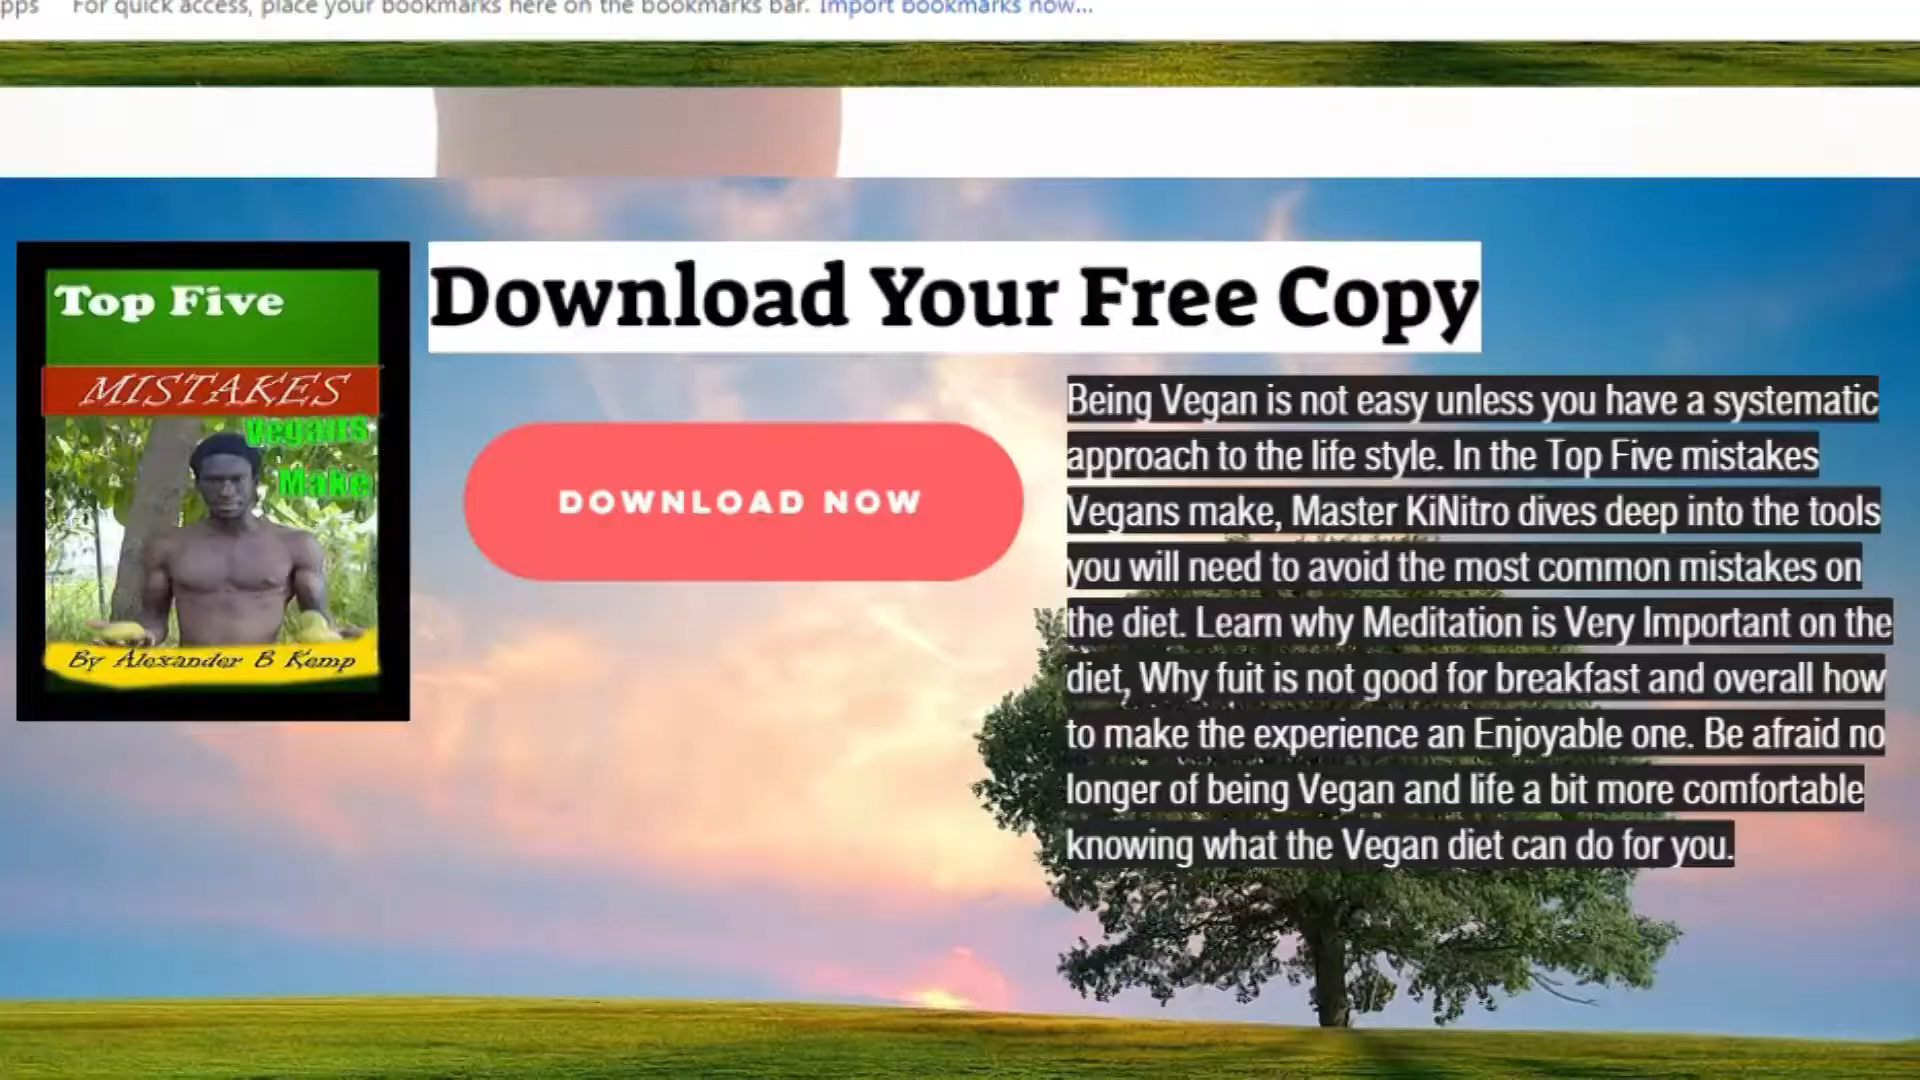 pps For quick access, place your bookmarks here on the bookmarks bar. Import bookmarks now...
Top Five
MISTAKES
Vegans
Make
By Alexander B Kemp
Download Your Free Copy
DOWNLOAD NOW
Being Vegan is not easy unless you have a systematic
approach to the life style. In the Top Five mistakes
Vegans make, Master KiNitro dives deep into the tools
you will need to avoid the most common mistakes on
the diet. Learn why Meditation is Very Important on the
diet, Why fuit is not good for breakfast and overall how
to make the experience an Enjoyable one. Be afraid no
longer of being Vegan and life a bit more comfortable
knowing what the Vegan diet can do for you.